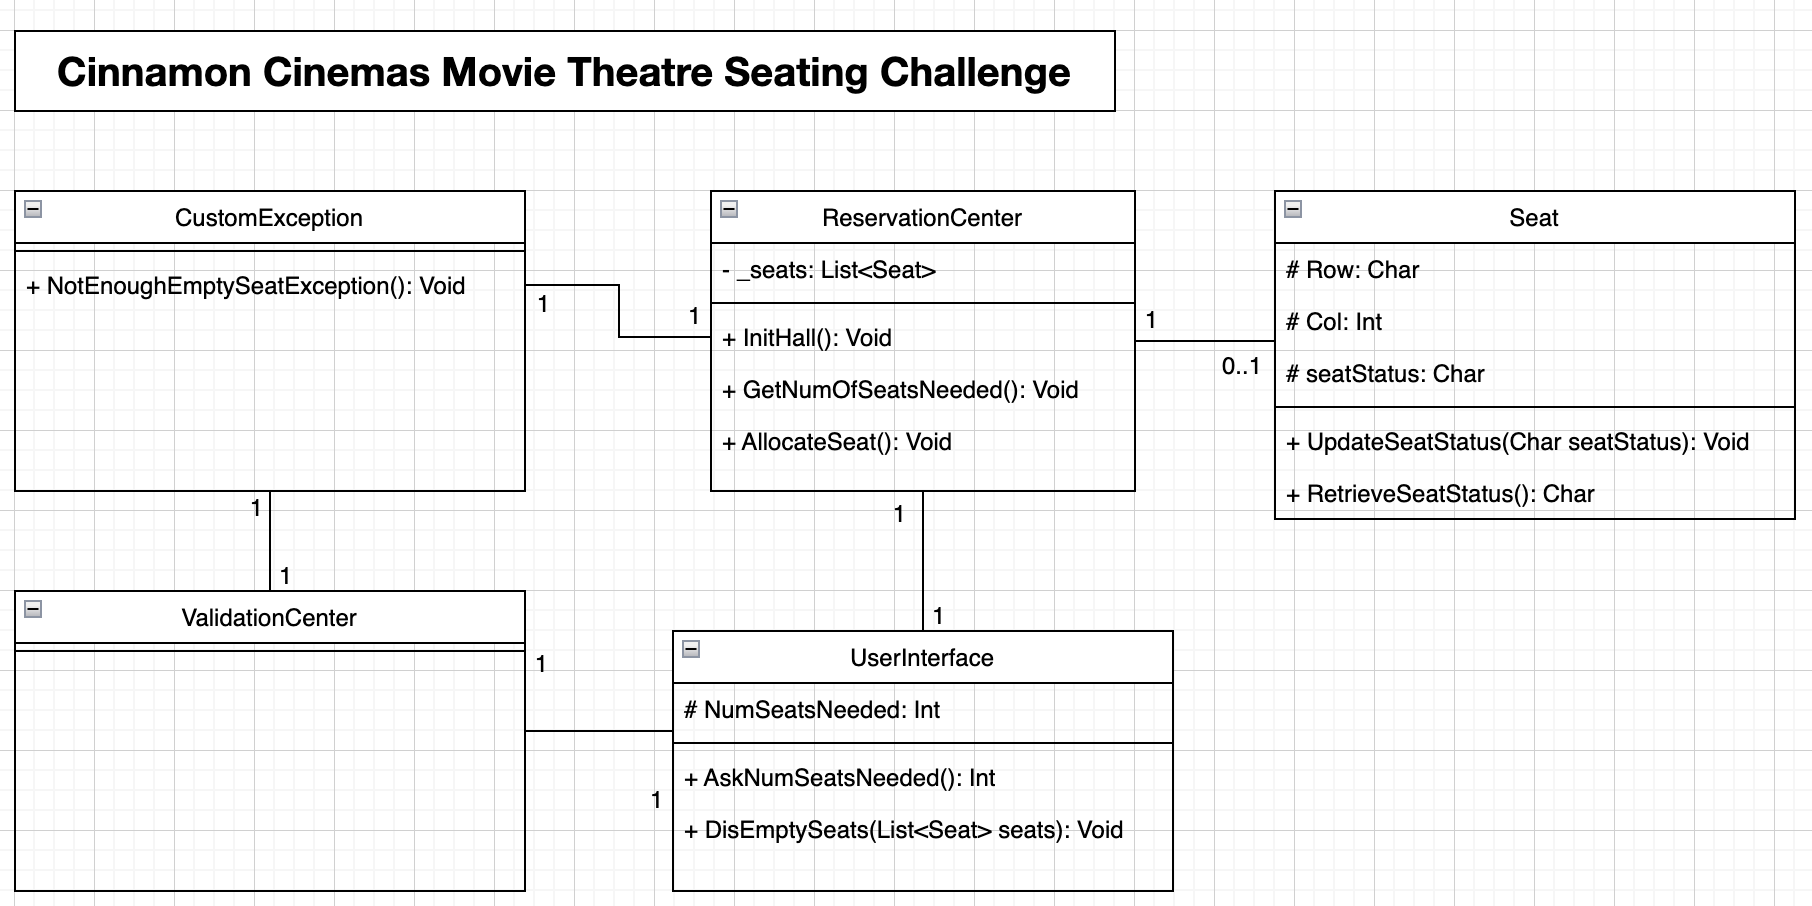 Cinnamon Cinemas Movie Theatre Seating Challenge
CustomException
+ NotEnoughEmptySeatException(): Void
1
1
ReservationCenter
- _seats: List<Seat>
+ InitHall(): Void
+ GetNumOfSeatsNeeded(): Void
+ AllocateSeat(): Void
1
0..1
Seat
# Row: Char
# Col: Int
# seatStatus: Char
+ UpdateSeatStatus(Char seatStatus): Void
+ RetrieveSeatStatus(): Char
1
1
ValidationCenter
1
1
1
1
UserInterface
# NumSeatsNeeded: Int
+ AskNumSeatsNeeded(): Int
+ DisEmptySeats(List<Seat> seats): Void